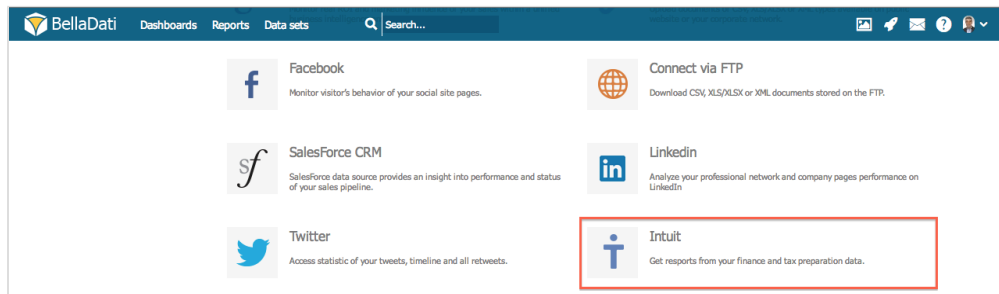 BellaDati Dashboards Reports Data sets Search...
Facebook
Monitor visitor's behavior of your social site pages.
Connect via FTP
Download CSV, XLS/XLSX or XML documents stored on the FTP.
SalesForce CRM
SalesForce data source provides an insight into performance and status
of your sales pipeline.
Linkedin
Analyze your professional network and company pages performance on
LinkedIn
Twitter
Access statistic of your tweets, timeline and all retweets.
Intuit
Get resports from your finance and tax preparation data.